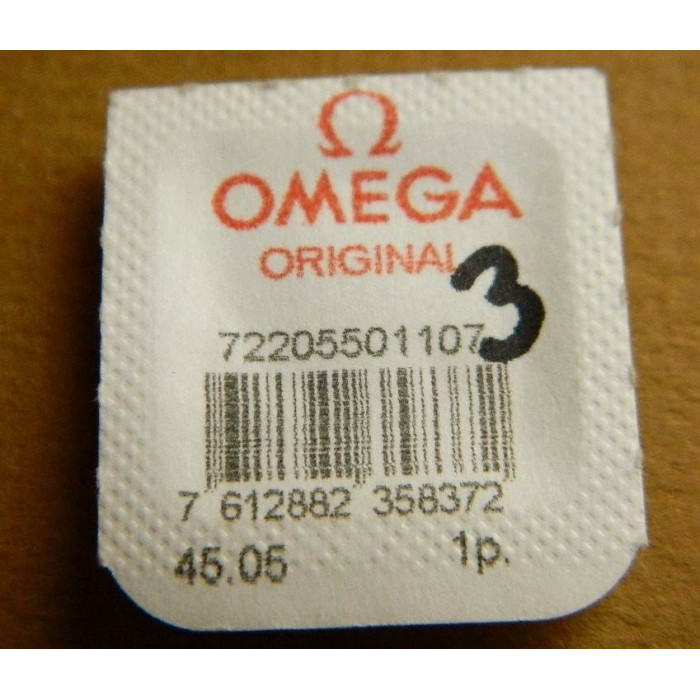 Ω
OMEGA
ORIGINAL
3
72205501107
7 612882 358372
45.05 1p.